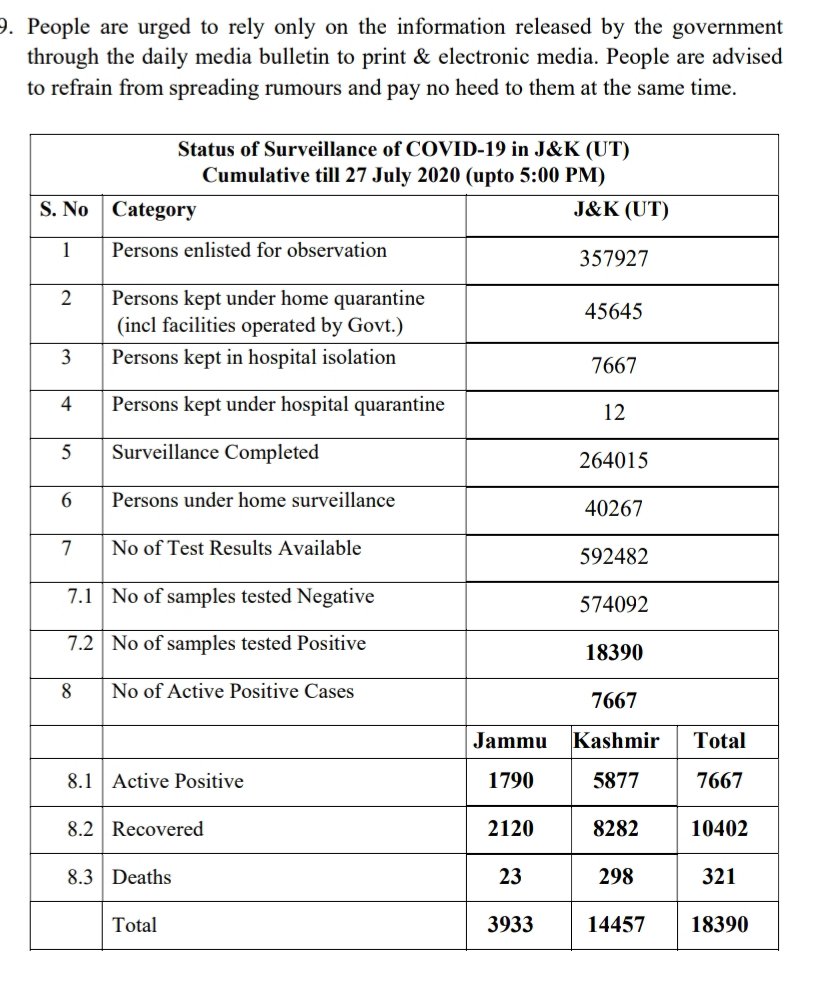 9. People are urged to rely only on the information released by the government
through the daily media bulletin to print & electronic media. People are advised
to refrain from spreading rumours and pay no heed to them at the same time.
Status of Surveillance of COVID-19 in J&K (UT)
Cumulative till 27 July 2020 (upto 5:00 PM)
S. No Category J&K (UT)
1 Persons enlisted for observation 357927
2 Persons kept under home quarantine
(incl facilities operated by Govt.) 45645
3 Persons kept in hospital isolation 7667
4 Persons kept under hospital quarantine 12
5 Surveillance Completed 264015
6 Persons under home surveillance 40267
7 No of Test Results Available 592482
7.1 No of samples tested Negative 574092
7.2 No of samples tested Positive 18390
8 No of Active Positive Cases 7667
Jammu Kashmir Total
8.1 Active Positive 1790 5877 7667
8.2 Recovered 2120 8282 10402
8.3 Deaths 23 298 321
Total 3933 14457 18390